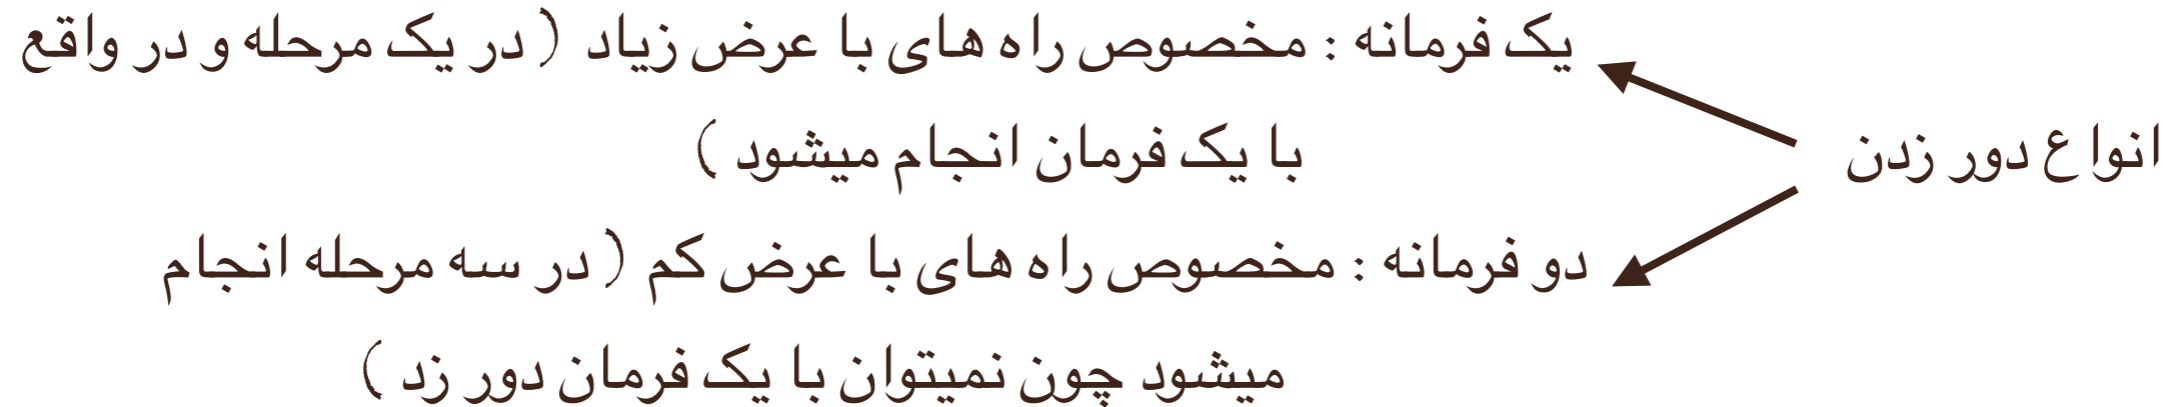 انواع دور زدن
یک فرمانه : مخصوص راه های با عرض زیاد ( در یک مرحله و در واقع
با یک فرمان انجام میشود )
دو فرمانه : مخصوص راه های با عرض کم ( در سه مرحله انجام
میشود چون نمیتوان با یک فرمان دور زد )